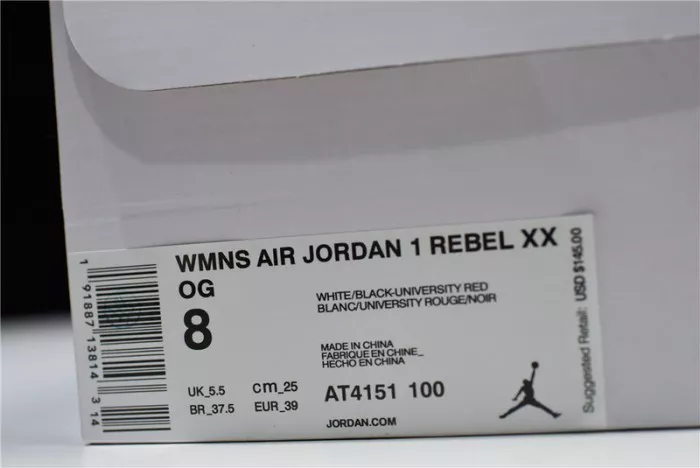 WMNS AIR JORDAN 1 REBEL XX
OG
8
WHITE/BLACK-UNIVERSITY RED
BLANC/UNIVERSITY ROUGE/NOIR
MADE IN CHINA
FABRIQUE EN CHINE_
HECHO EN CHINA
UK_5.5 cm_25
BR_37.5 EUR_39
AT4151 100
JORDAN.COM
Suggested Retail: USD $145.00
1 91887 13814 3 14